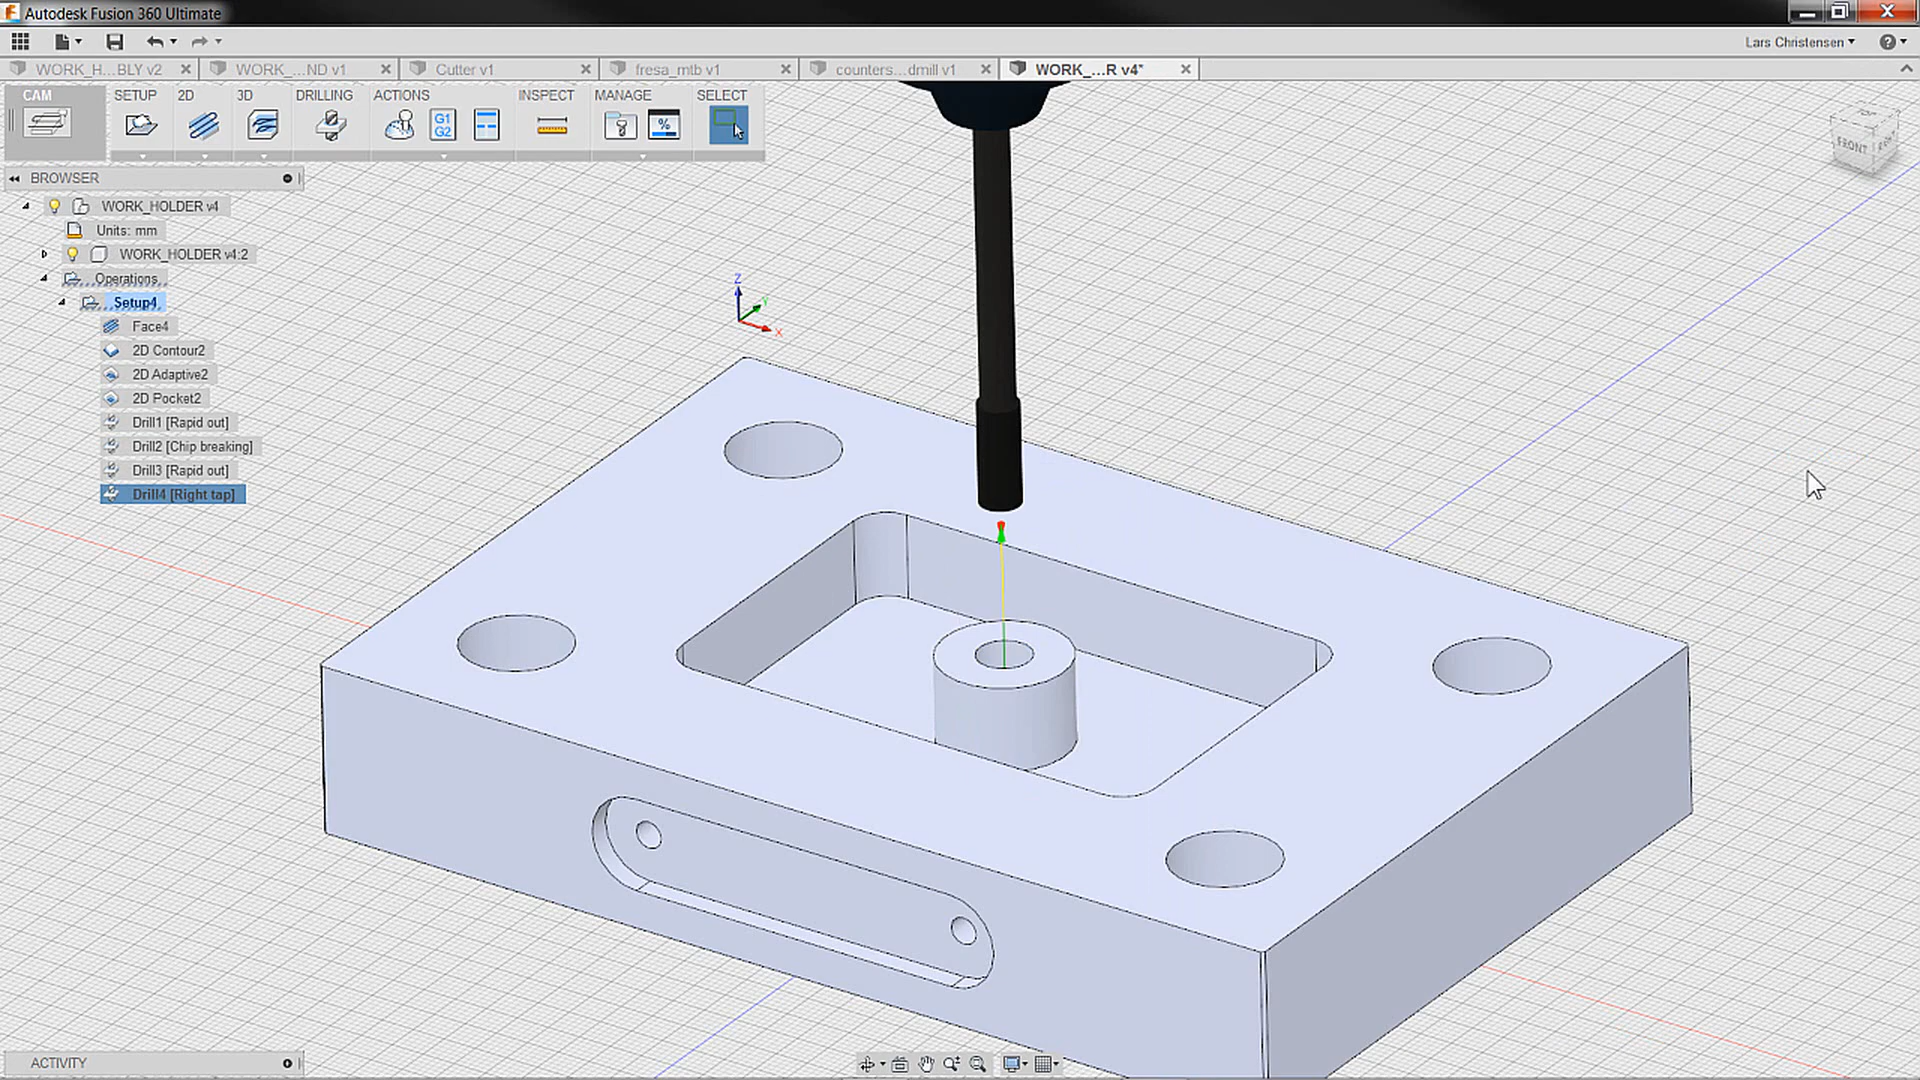 Autodesk Fusion 360 Ultimate
Lars Christensen
WORK_H...BLY v2
WORK_...ND v1
Cutter v1
fresa_mtb v1
counters...dmill v1
WORK_...R v4*
CAM
SETUP
2D
3D
DRILLING
ACTIONS
INSPECT
MANAGE
SELECT
G1
G2
%
BROWSER
WORK_HOLDER v4
Units: mm
WORK_HOLDER v4:2
Operations
Setup4
Face4
2D Contour2
2D Adaptive2
2D Pocket2
Drill1 [Rapid out]
Drill2 [Chip breaking]
Drill3 [Rapid out]
Drill4 [Right tap]
Z
Y
X
FRONT
ACTIVITY